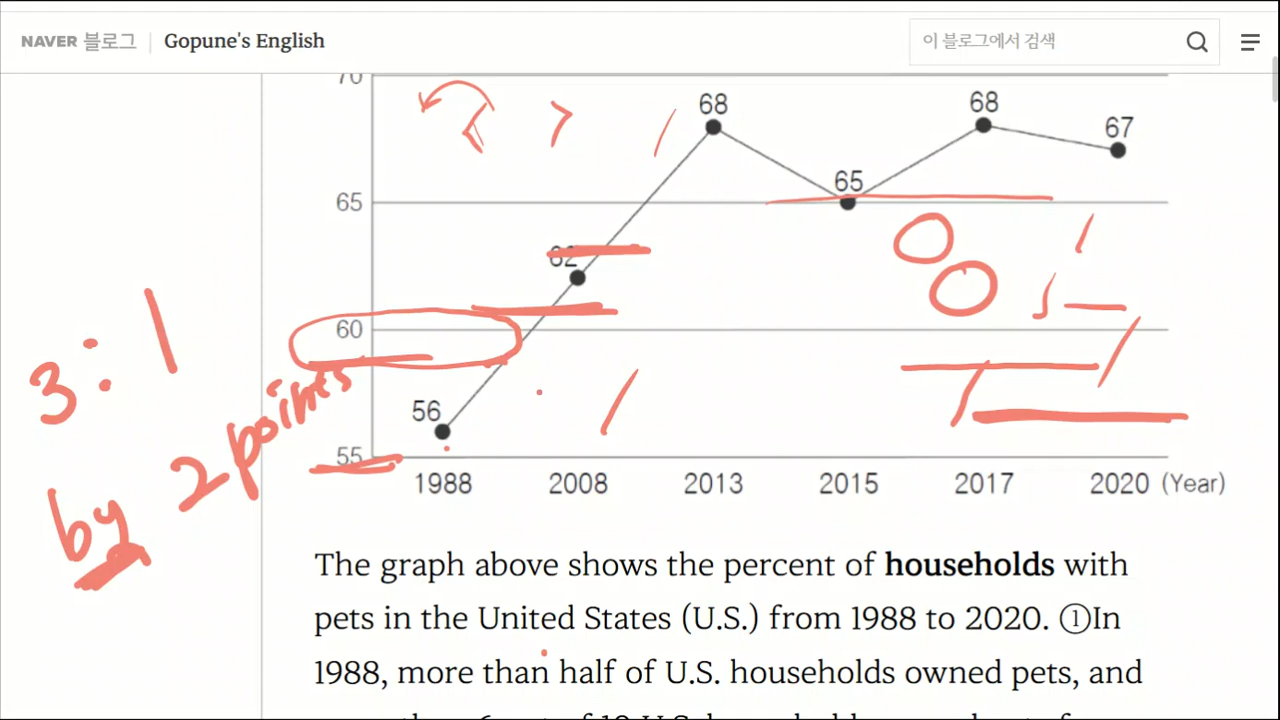 NAVER 블로그 Gopune's English 이 블로그에서 검색
70
68 68
67
65
65
62
60
56
55
1988 2008 2013 2015 2017 2020 (Year)
3:1
by 2 points
The graph above shows the percent of households with
pets in the United States (U.S.) from 1988 to 2020. ①In
1988, more than half of U.S. households owned pets, and